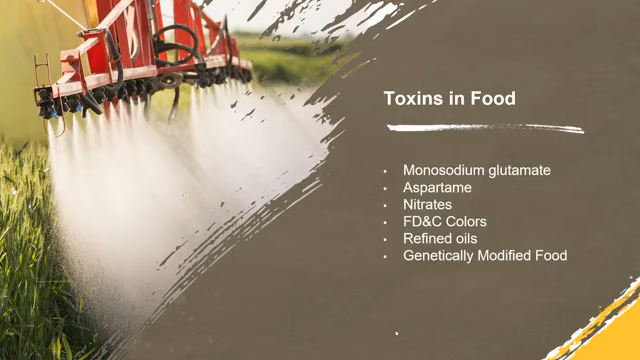 Toxins in Food
• Monosodium glutamate
• Aspartame
• Nitrates
• FD&C Colors
• Refined oils
• Genetically Modified Food